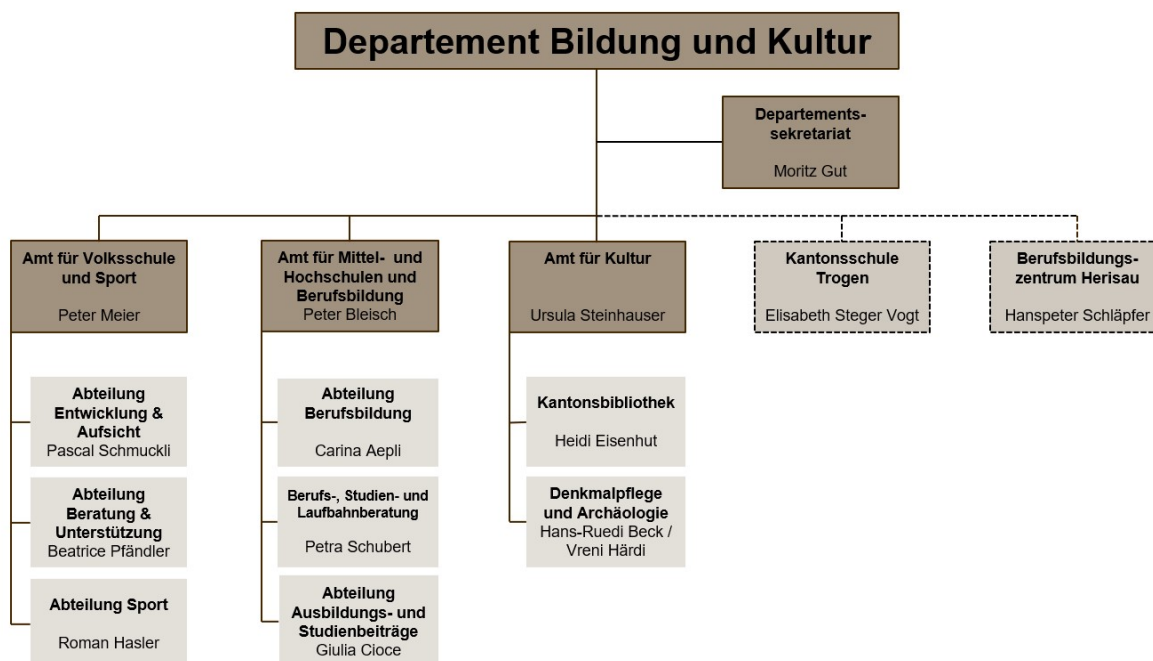 Departement Bildung und Kultur
Departements-
sekretariat
Moritz Gut
Amt für Volksschule
und Sport
Peter Meier
Amt für Mittel- und
Hochschulen und
Berufsbildung
Peter Bleisch
Amt für Kultur
Ursula Steinhauser
Kantonsschule
Trogen
Elisabeth Steger Vogt
Berufsbildungs-
zentrum Herisau
Hanspeter Schläpfer
Abteilung
Entwicklung &
Aufsicht
Pascal Schmuckli
Abteilung
Beratung &
Unterstützung
Beatrice Pfändler
Abteilung Sport
Roman Hasler
Abteilung
Berufsbildung
Carina Aepli
Berufs-, Studien- und
Laufbahnberatung
Petra Schubert
Abteilung
Ausbildungs- und
Studienbeiträge
Giulia Cioce
Kantonsbibliothek
Heidi Eisenhut
Denkmalpflege
und Archäologie
Hans-Ruedi Beck /
Vreni Härdi